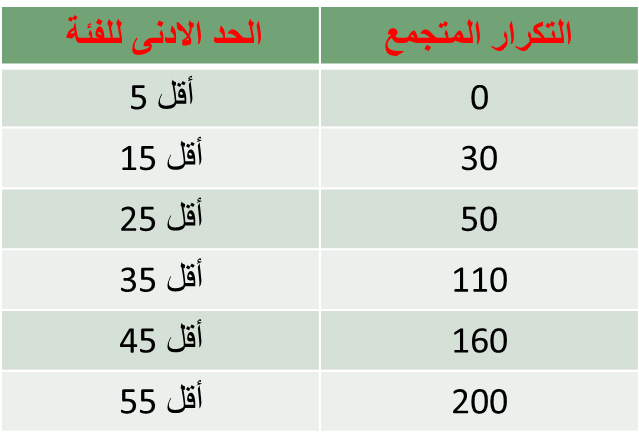 التكرار المتجمع	الحد الادنى للفئة
0	أقل 5
30	أقل 15
50	أقل 25
110	أقل 35
160	أقل 45
200	أقل 55